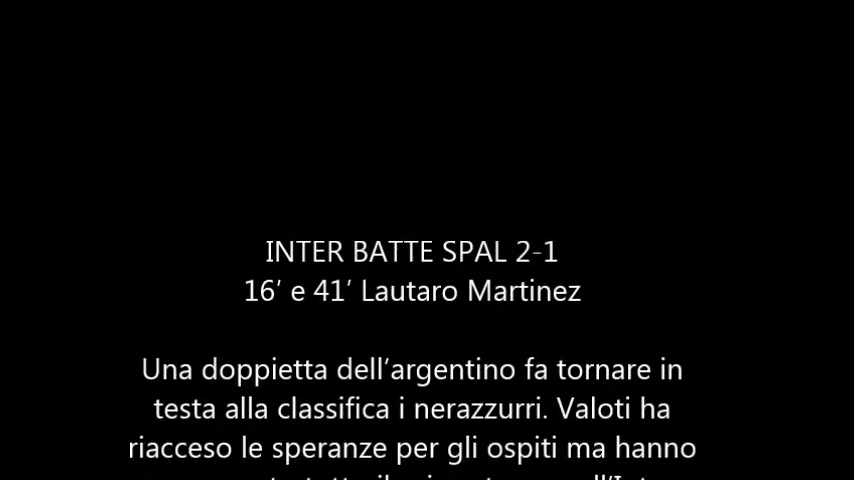 INTER BATTE SPAL 2-1
16’ e 41’ Lautaro Martinez
Una doppietta dell’argentino fa tornare in
testa alla classifica i nerazzurri. Valoti ha
riacceso le speranze per gli ospiti ma hanno